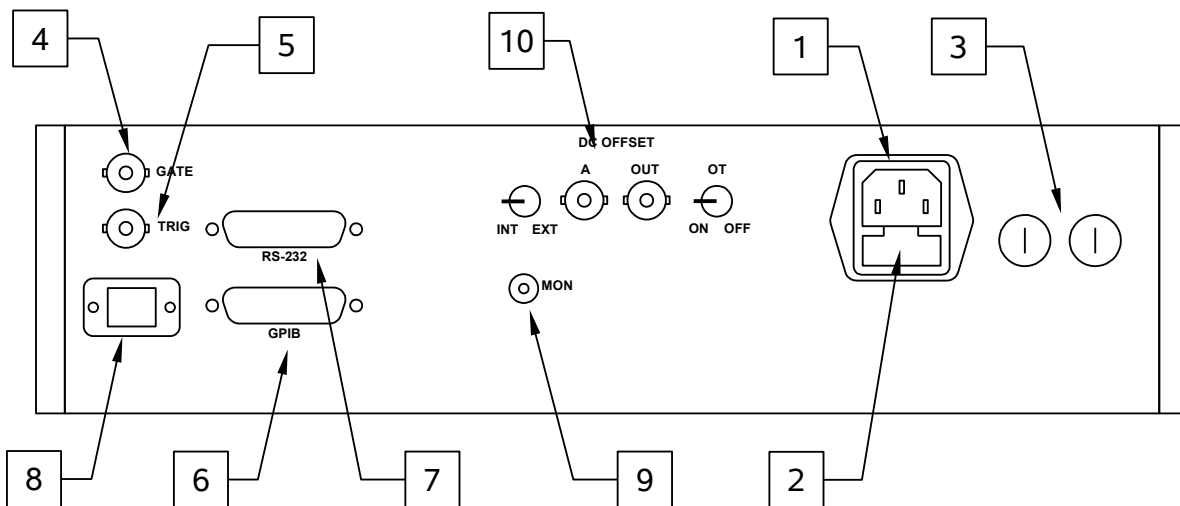 4
5
10
1
3
DC OFFSET
GATE
A
OUT
OT
TRIG
INT EXT
ON OFF
RS-232
MON
GPIB
8
6
7
9
2